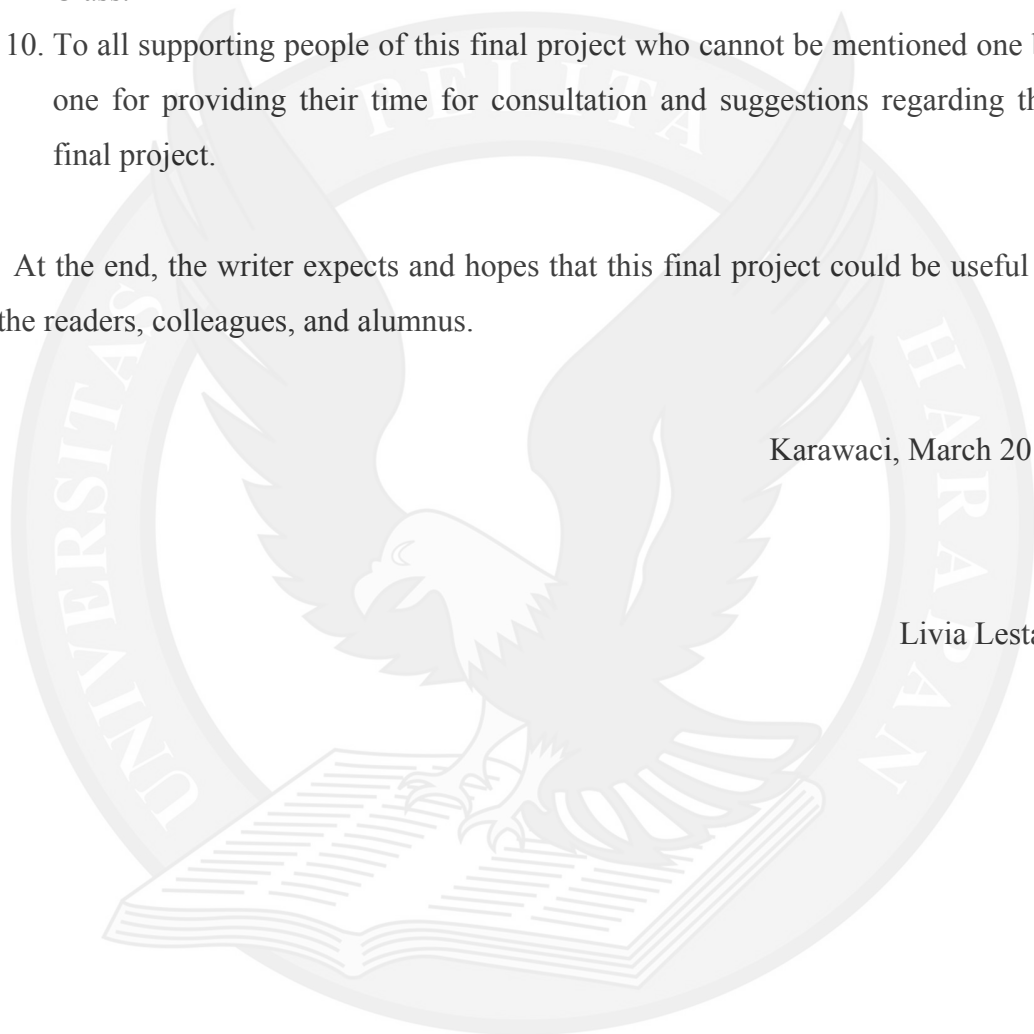 10. To all supporting people of this final project who cannot be mentioned one
one for providing their time for consultation and suggestions regarding
final project.
At the end, the writer expects and hopes that this final project could be useful
the readers, colleagues, and alumnus.
Karawaci, March 20
Livia
UNIVERSITAS PELITA HARAPAN